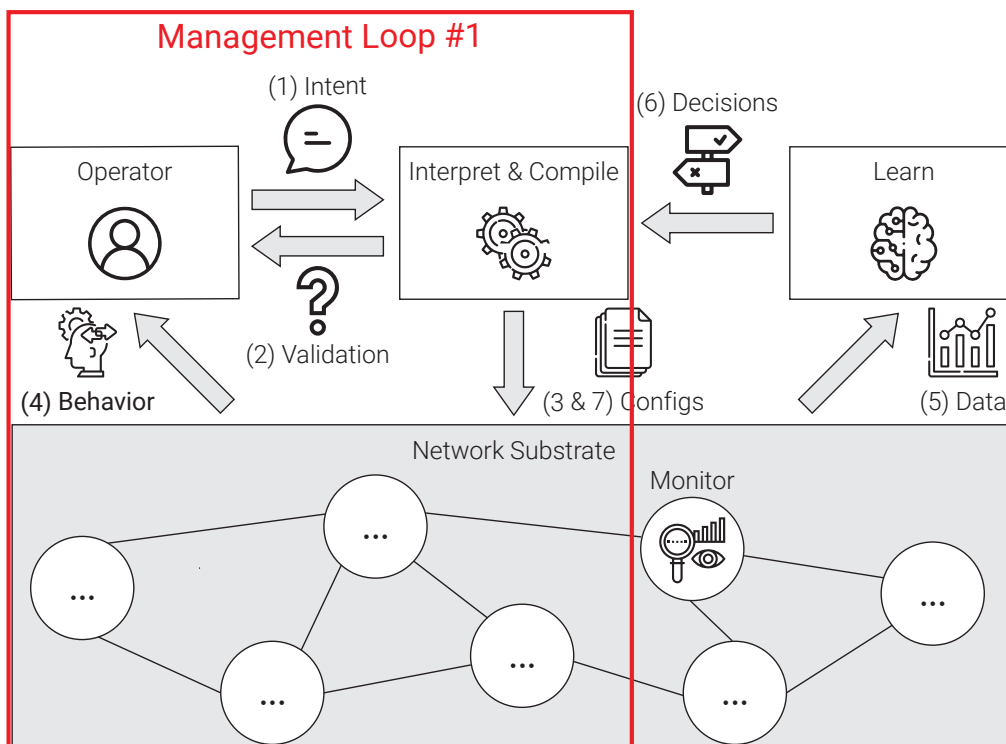 Management Loop #1
(1) Intent
(6) Decisions
Operator
Interpret & Compile
Learn
(2) Validation
(4) Behavior
(3 & 7) Configs
(5) Data
Network Substrate
Monitor
...
...
...
...
...
...
...